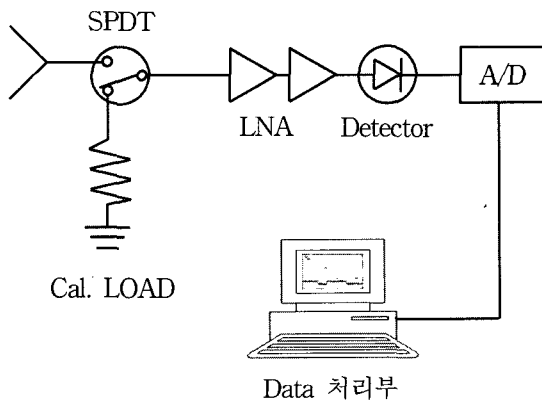 SPDT
A/D
LNA
Detector
Cal. LOAD
Data 처리부